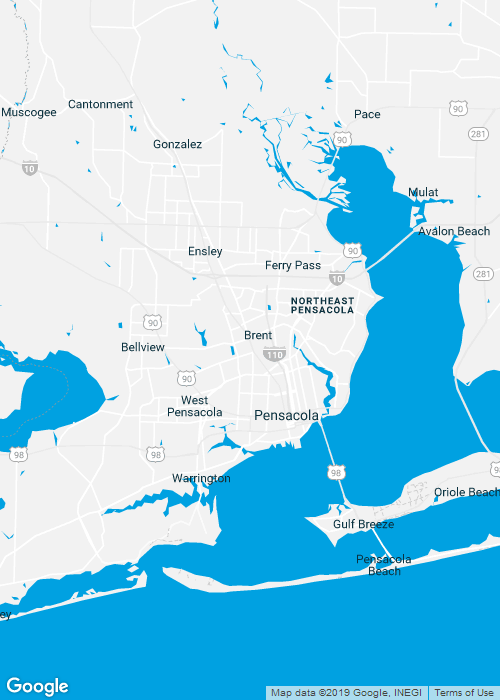 Muscogee
Cantonment
90
Pace
Gonzalez
90
281
10
Mulat
Avalon Beach
Ensley
90
Ferry Pass
10
281
NORTHEAST
PENSACOLA
90
Brent
Bellview
110
90
West
Pensacola
Pensacola
98
98
98
Warrington
98
Oriole Beach
Gulf Breeze
Pensacola
Beach
ey
Google
Map data ©2019 Google, INEGI
Terms of Use